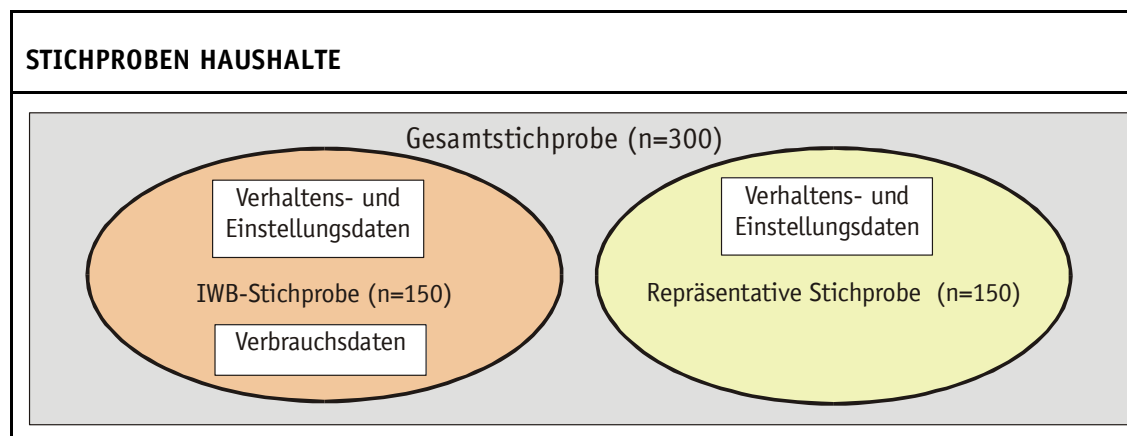 STICHPROBEN HAUSHALTE
Gesamtstichprobe (n=300)
Verhaltens- und
Einstellungsdaten
IWB-Stichprobe (n=150)
Verbrauchsdaten
Verhaltens- und
Einstellungsdaten
Repräsentative Stichprobe (n=150)